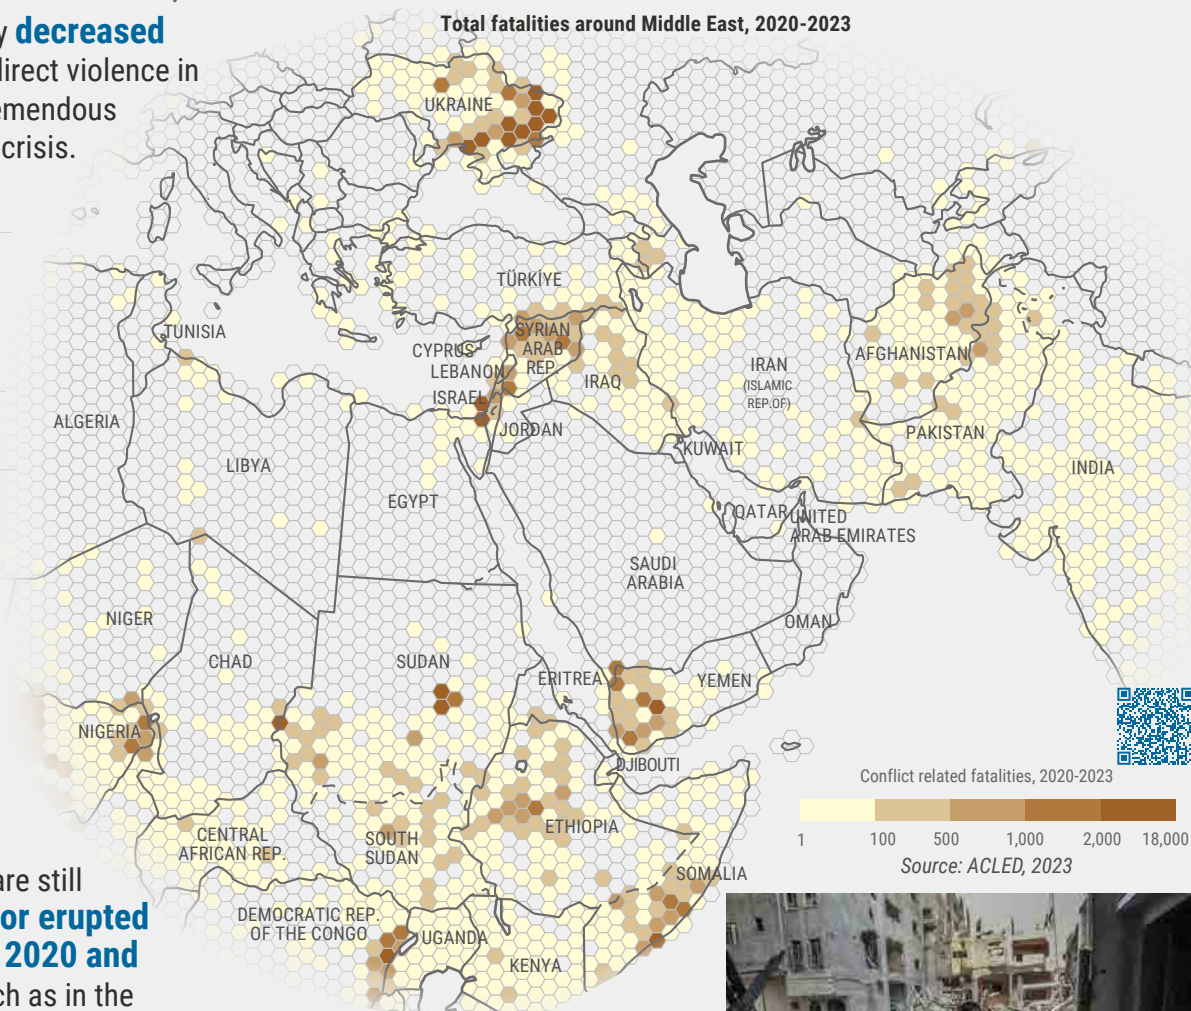 Total fatalities around Middle East, 2020-2023
decreased
direct violence in
crisis.
UKRAINE
TÜRKİYE
TUNISIA
CYPRUS
SYRIAN
ARAB
REP.
LEBANON
ISRAEL
IRAQ
IRAN
(ISLAMIC
REP.OF)
AFGHANISTAN
ALGERIA
JORDAN
KUWAIT
PAKISTAN
LIBYA
EGYPT
INDIA
QATAR
UNITED
ARAB EMIRATES
SAUDI
ARABIA
NIGER
OMAN
CHAD
SUDAN
ERITREA
YEMEN
NIGERIA
DJIBOUTI
CENTRAL
AFRICAN REP.
SOUTH
SUDAN
ETHIOPIA
SOMALIA
DEMOCRATIC REP.
OF THE CONGO
UGANDA
KENYA
Conflict related fatalities, 2020-2023
1 100 500 1,000 2,000 18,000
Source: ACLED, 2023
are still
or erupted
2020 and
as in the